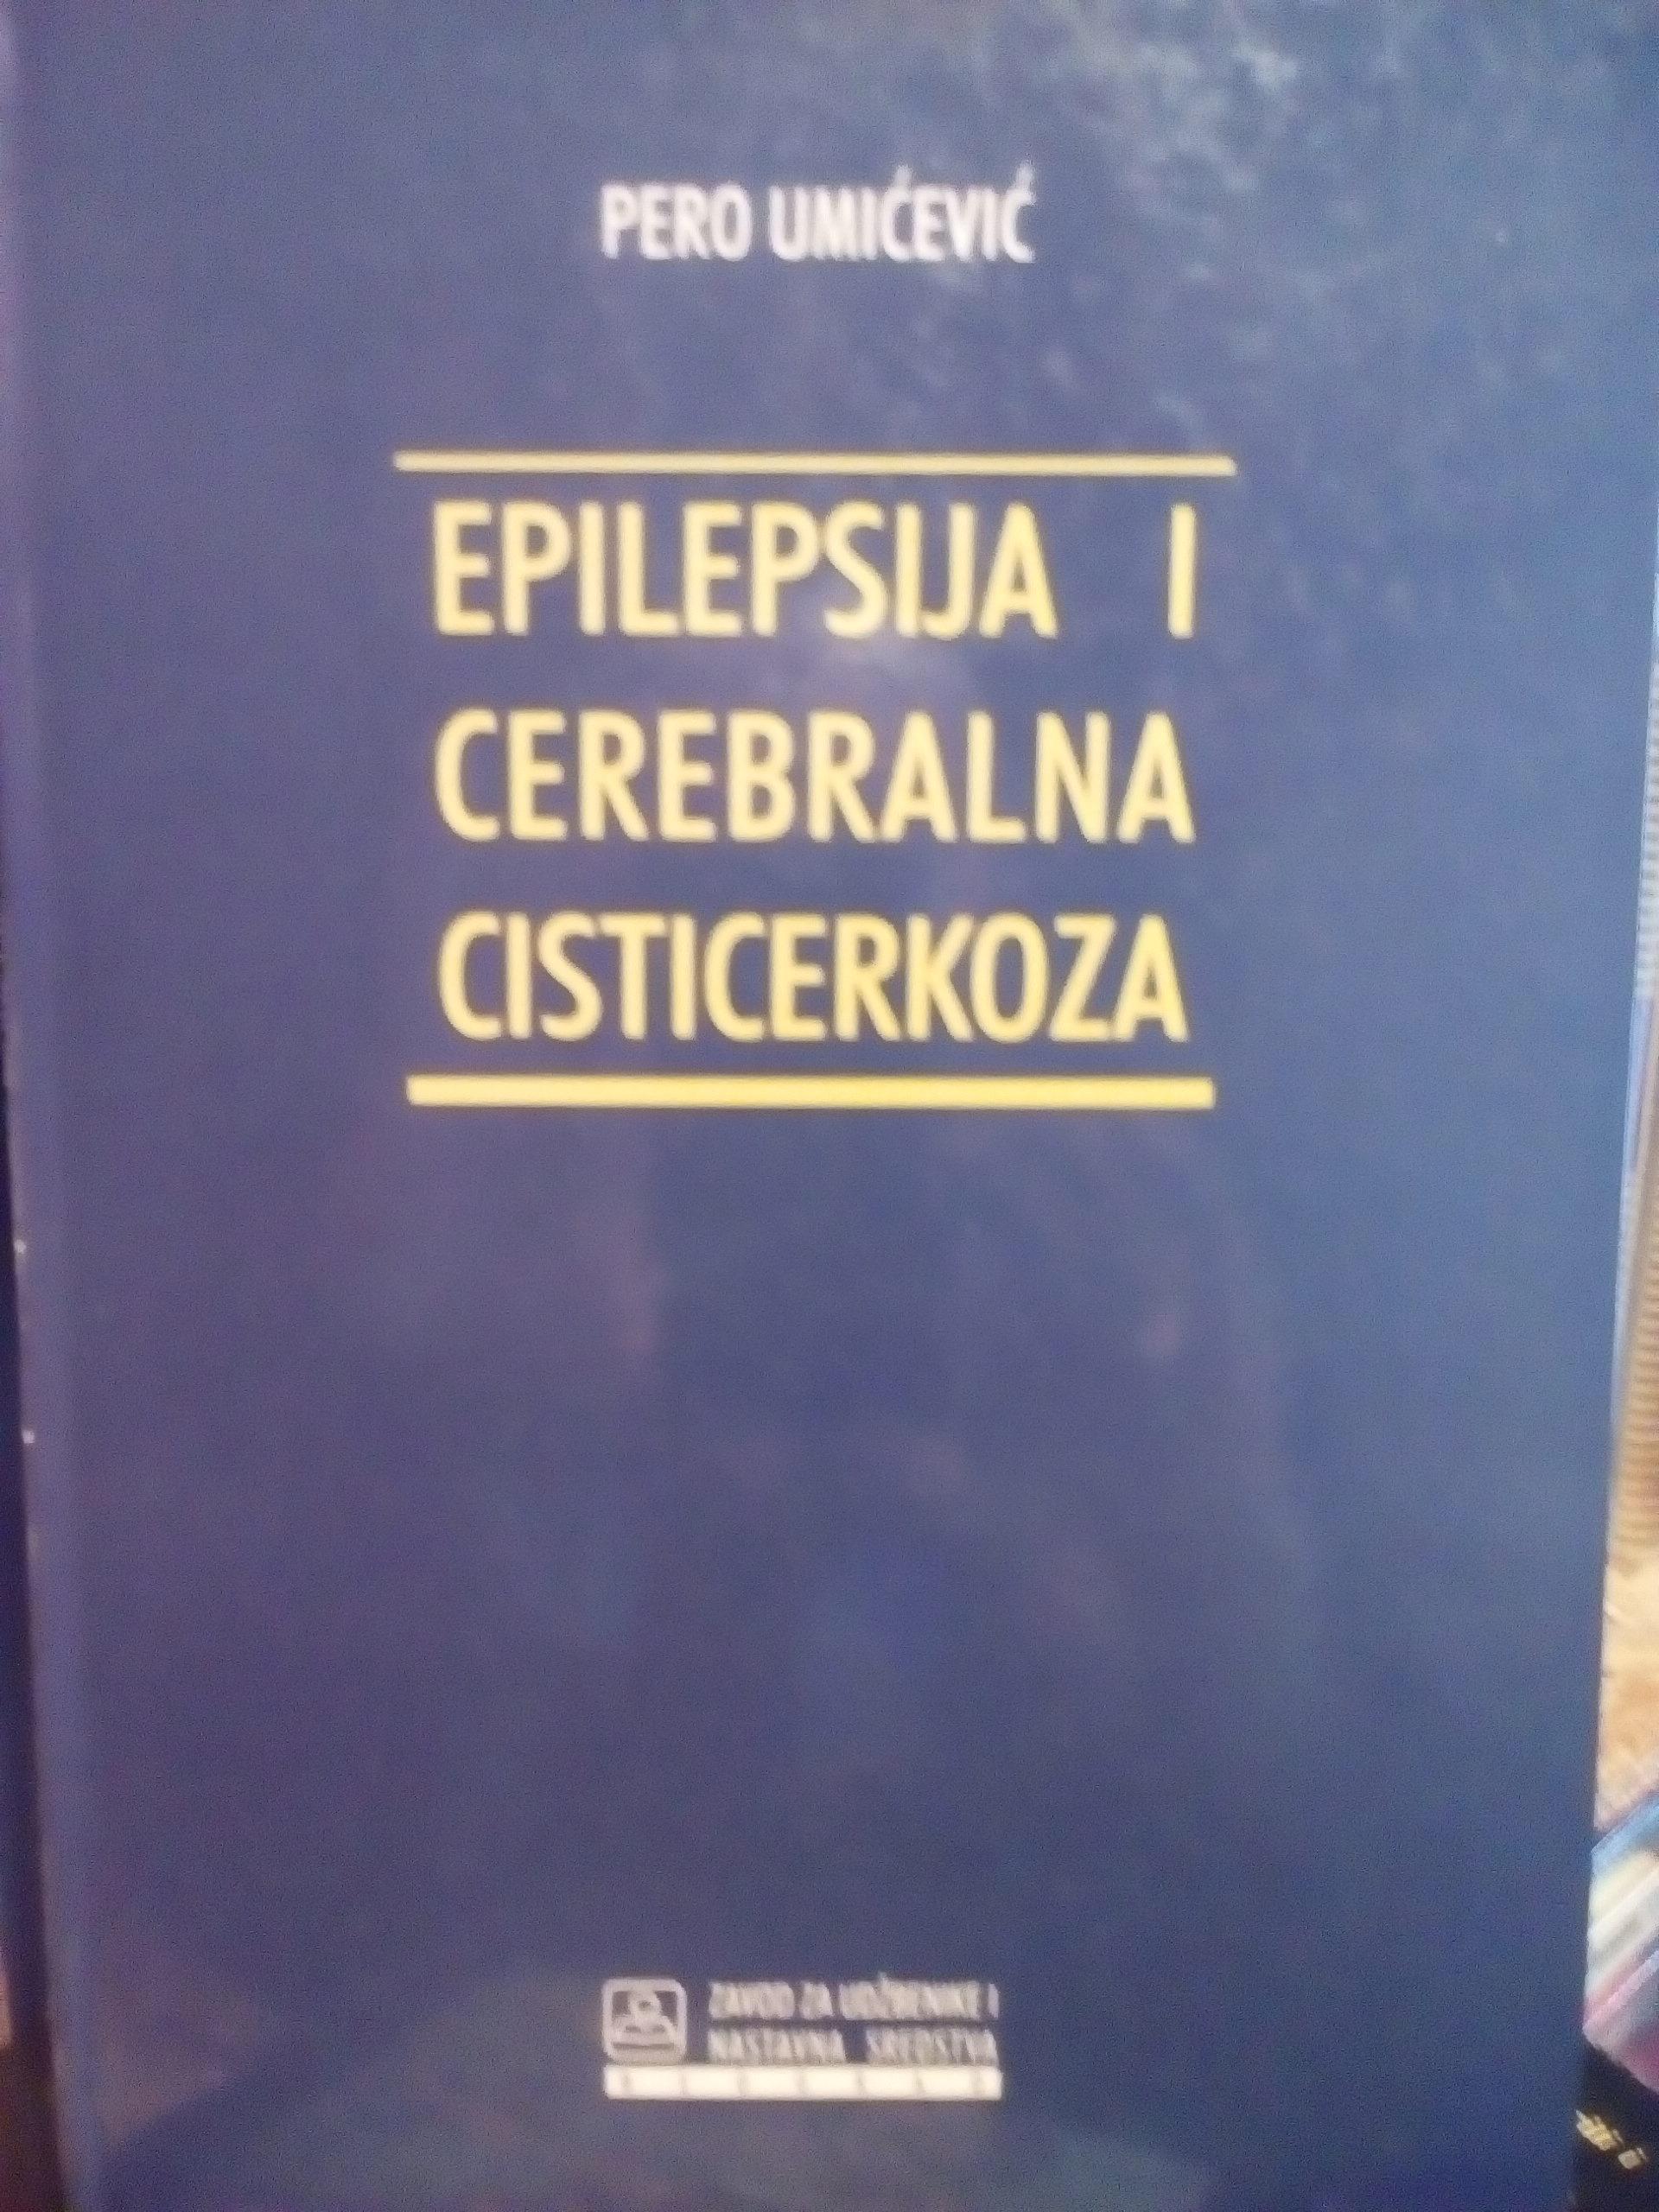 PERO UMIĆEVIĆ
EPILEPSIJA I
CEREBRALNA
CISTICERKOZA
ZAVOD ZA UDŽBENIKE I
NASTAVNA SREDSTVA